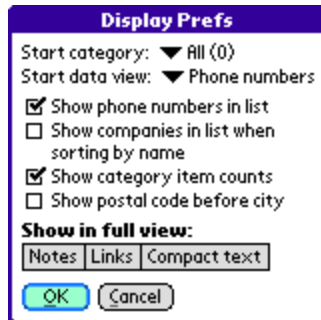 Display Prefs
Start category: All (0)
Start data view: Phone numbers
Show phone numbers in list
Show companies in list when
sorting by name
Show category item counts
Show postal code before city
Show in full view:
Notes Links Compact text
OK Cancel